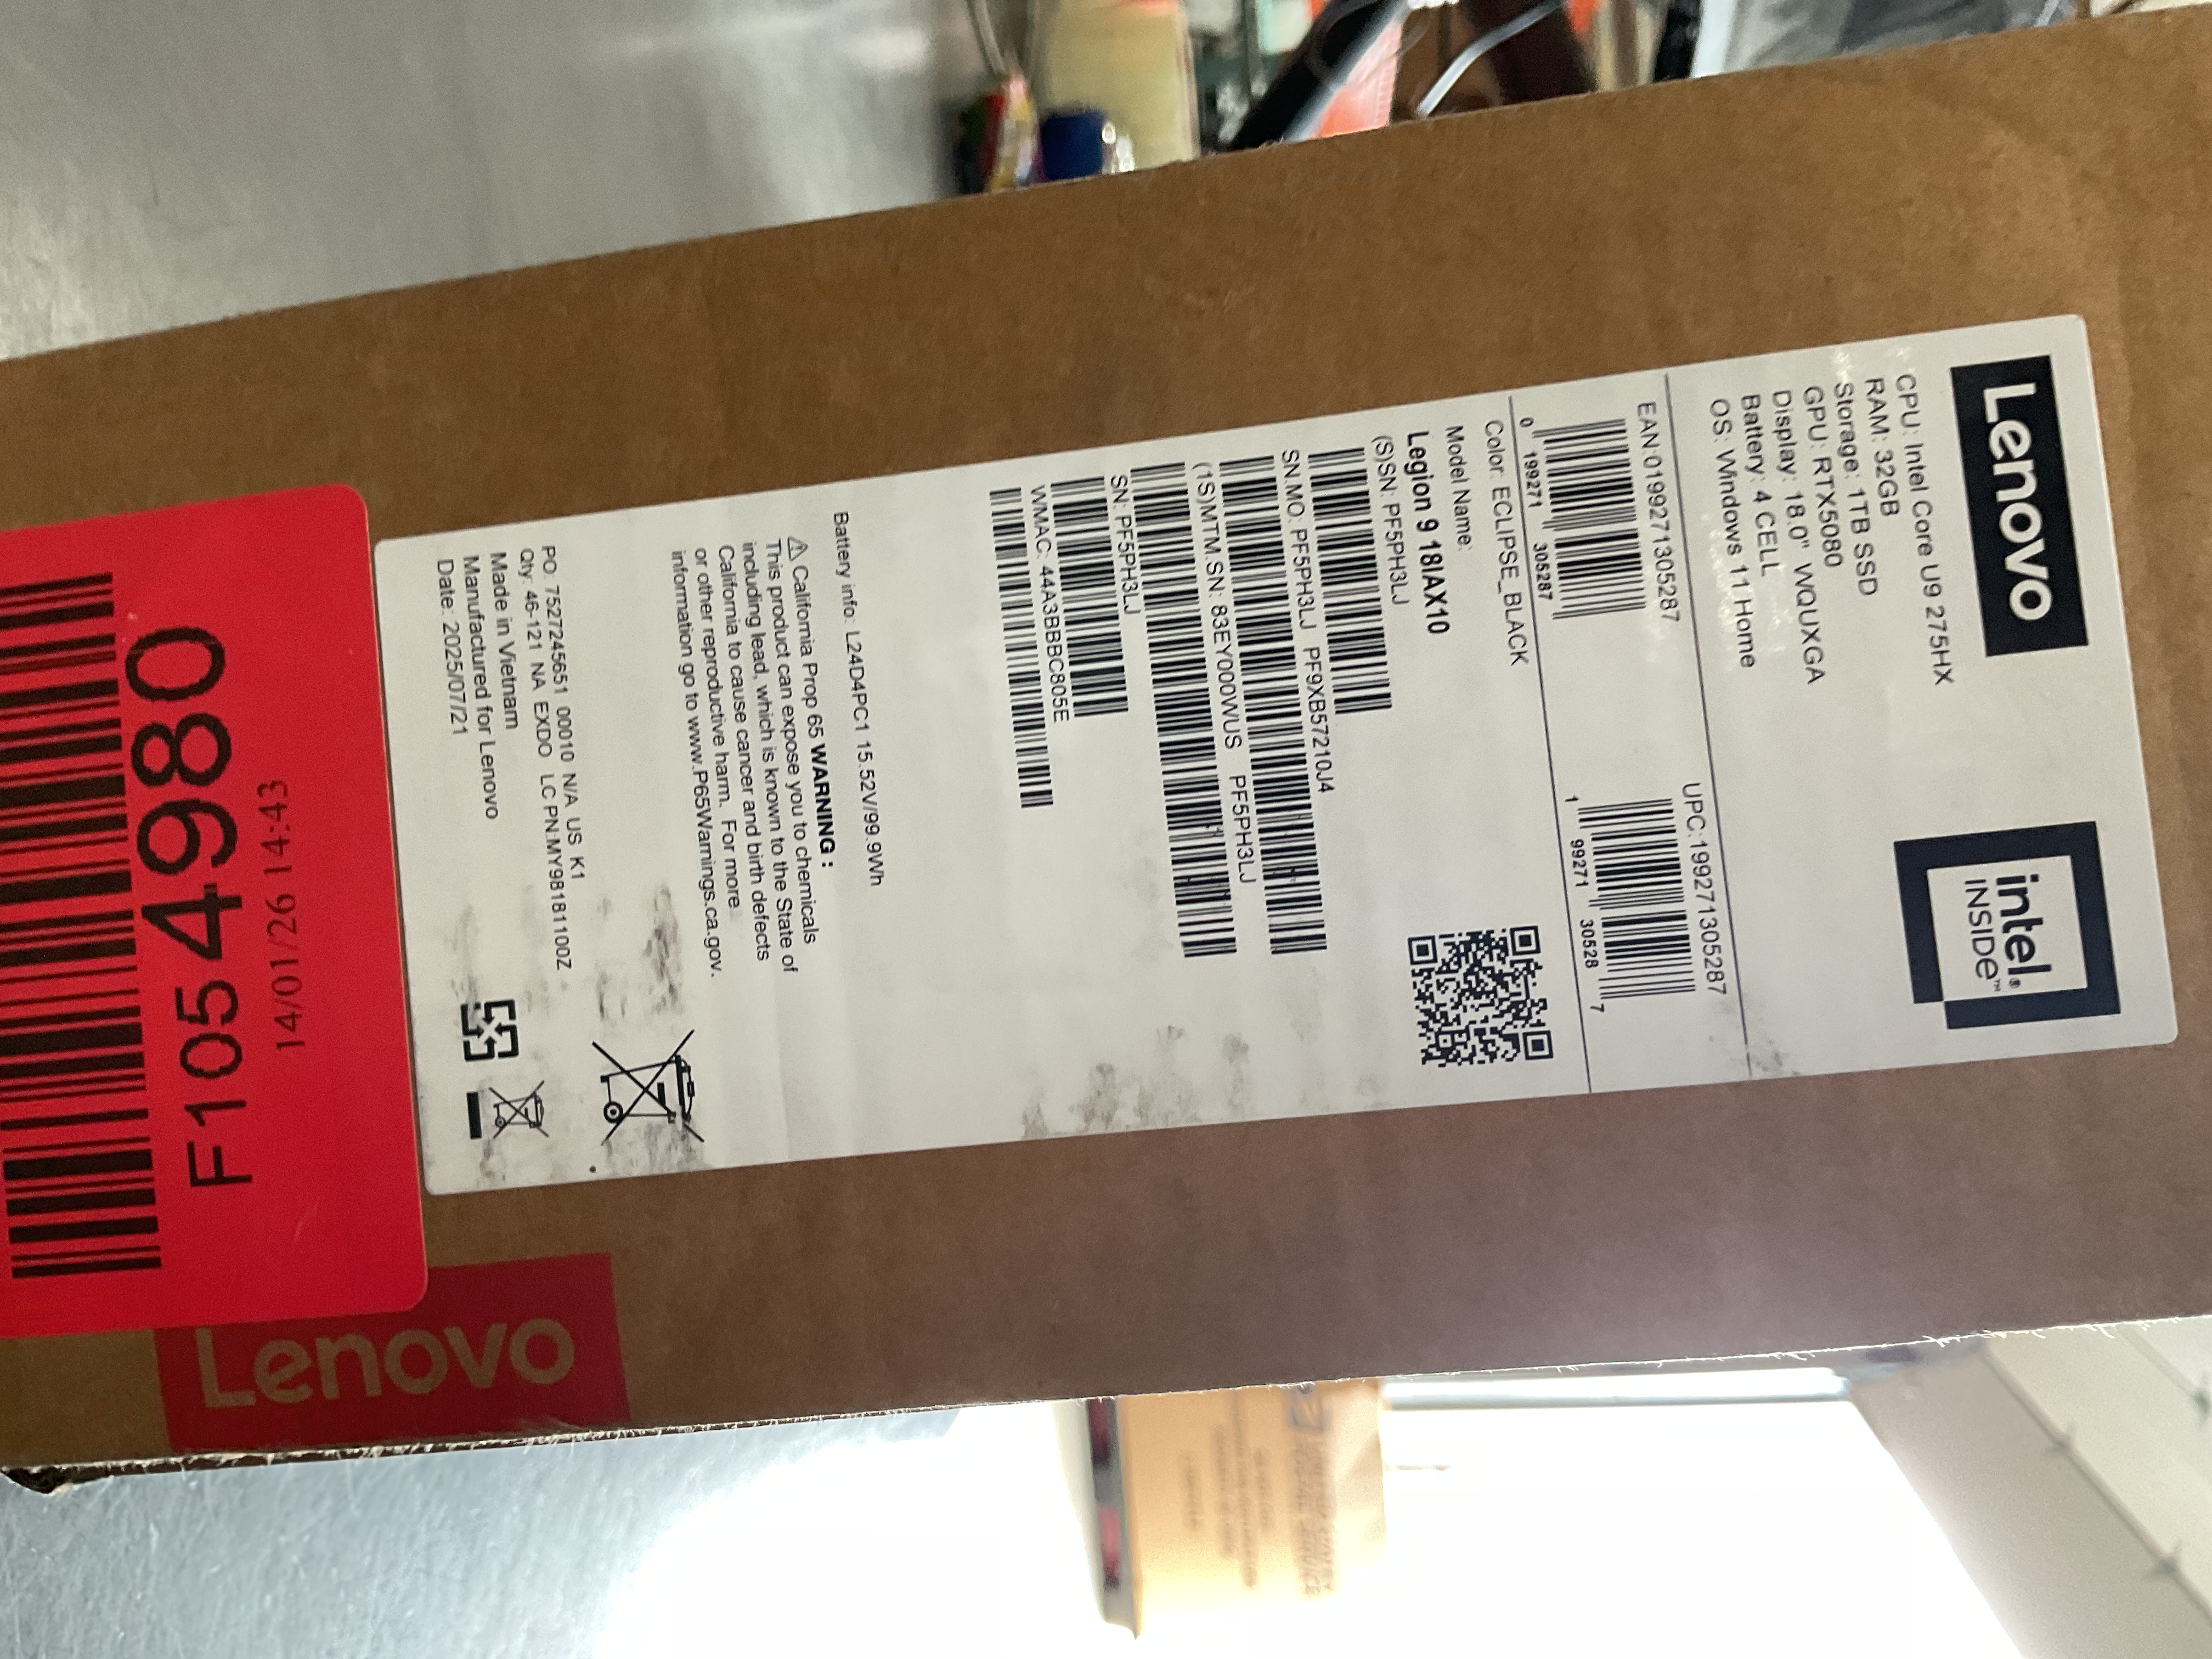 Lenovo
intel®
INSIDE™
CPU: Intel Core U9 275HX
RAM: 32GB
Storage: 1TB SSD
GPU: RTX5080
Display: 18.0" WQUXGA
Battery: 4 CELL
OS: Windows 11 Home
EAN:0199271305287
0 199271 305287
UPC:199271305287
1 99271 30528 7
Color: ECLIPSE_BLACK
Model Name:
Legion 9 18IAX10
(S)SN: PF5PH3LJ
SN.MO: PF5PH3LJ PF9XB57210J4
(1S)MTM.SN: 83EY000WUS PF5PH3LJ
SN: PF5PH3LJ
WMAC: 44A3BBBC805E
Battery info: L24D4PC1 15.52V/99.9Wh
⚠ California Prop 65 WARNING :
This product can expose you to chemicals
including lead, which is known to the State of
California to cause cancer and birth defects
or other reproductive harm. For more
information go to www.P65Warnings.ca.gov.
PO: 7527245651 00010 N/A US K1
Qty: 46-121 NA EXDO LC PN:MY98181100Z
Made in Vietnam
Manufactured for Lenovo
Date: 2025/07/21
F1054980
14/01/26 14:43
Lenovo